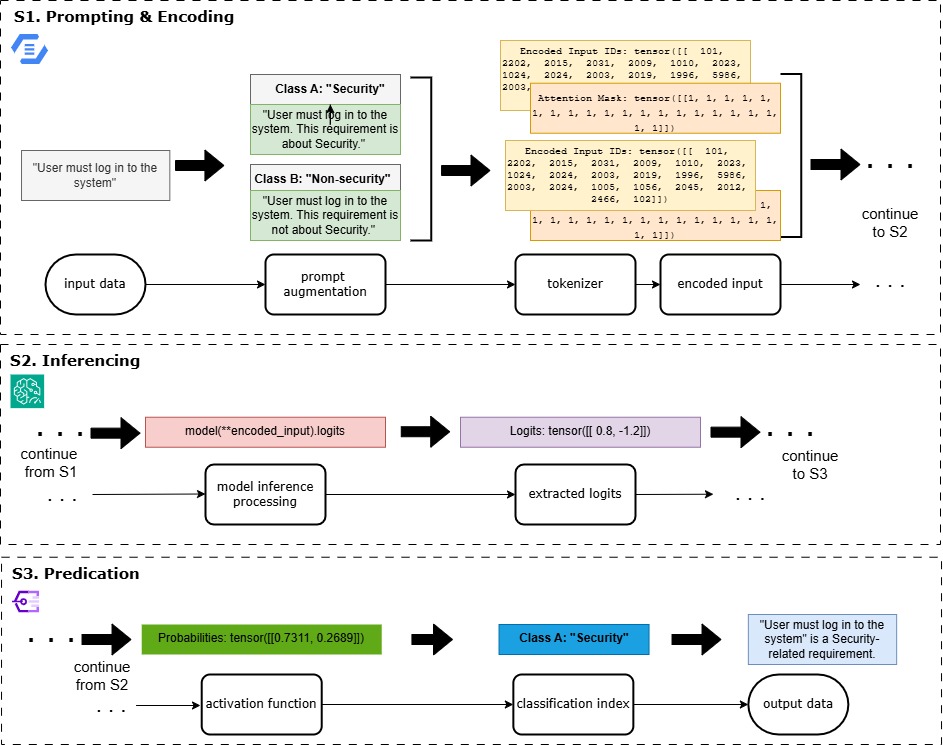 S1. Prompting & Encoding
"User must log in to the
system"
Class A: "Security"
"User must log in to the
system. This requirement is
about Security."
Class B: "Non-security"
"User must log in to the
system. This requirement is
not about Security."
Encoded Input IDs: tensor([[ 101,
2202, 2015, 2031, 2009, 1010, 2023,
1024, 2024, 2003, 2019, 1996, 5986,
2003,
Attention Mask: tensor([[1, 1, 1, 1, 1,
1, 1, 1, 1, 1, 1, 1, 1, 1, 1, 1, 1, 1,
1, 1]])
Encoded Input IDs: tensor([[ 101,
2202, 2015, 2031, 2009, 1010, 2023,
1024, 2024, 2003, 2019, 1996, 5986,
2003, 2024, 1005, 1056, 2045, 2012,
2466, 102]])
1,
1, 1, 1, 1, 1, 1, 1, 1, 1, 1, 1, 1, 1,
1, 1]])
. . .
continue
to S2
input data
prompt
augmentation
tokenizer
encoded input
. . .
S2. Inferencing
. . .
continue
from S1
model(**encoded_input).logits
Logits: tensor([[ 0.8, -1.2]])
. . .
continue
to S3
. . .
model inference
processing
extracted logits
. . .
S3. Predication
. . .
continue
from S2
Probabilities: tensor([[0.7311, 0.2689]])
Class A: "Security"
"User must log in to the
system" is a Security-
related requirement.
. . .
activation function
classification index
output data